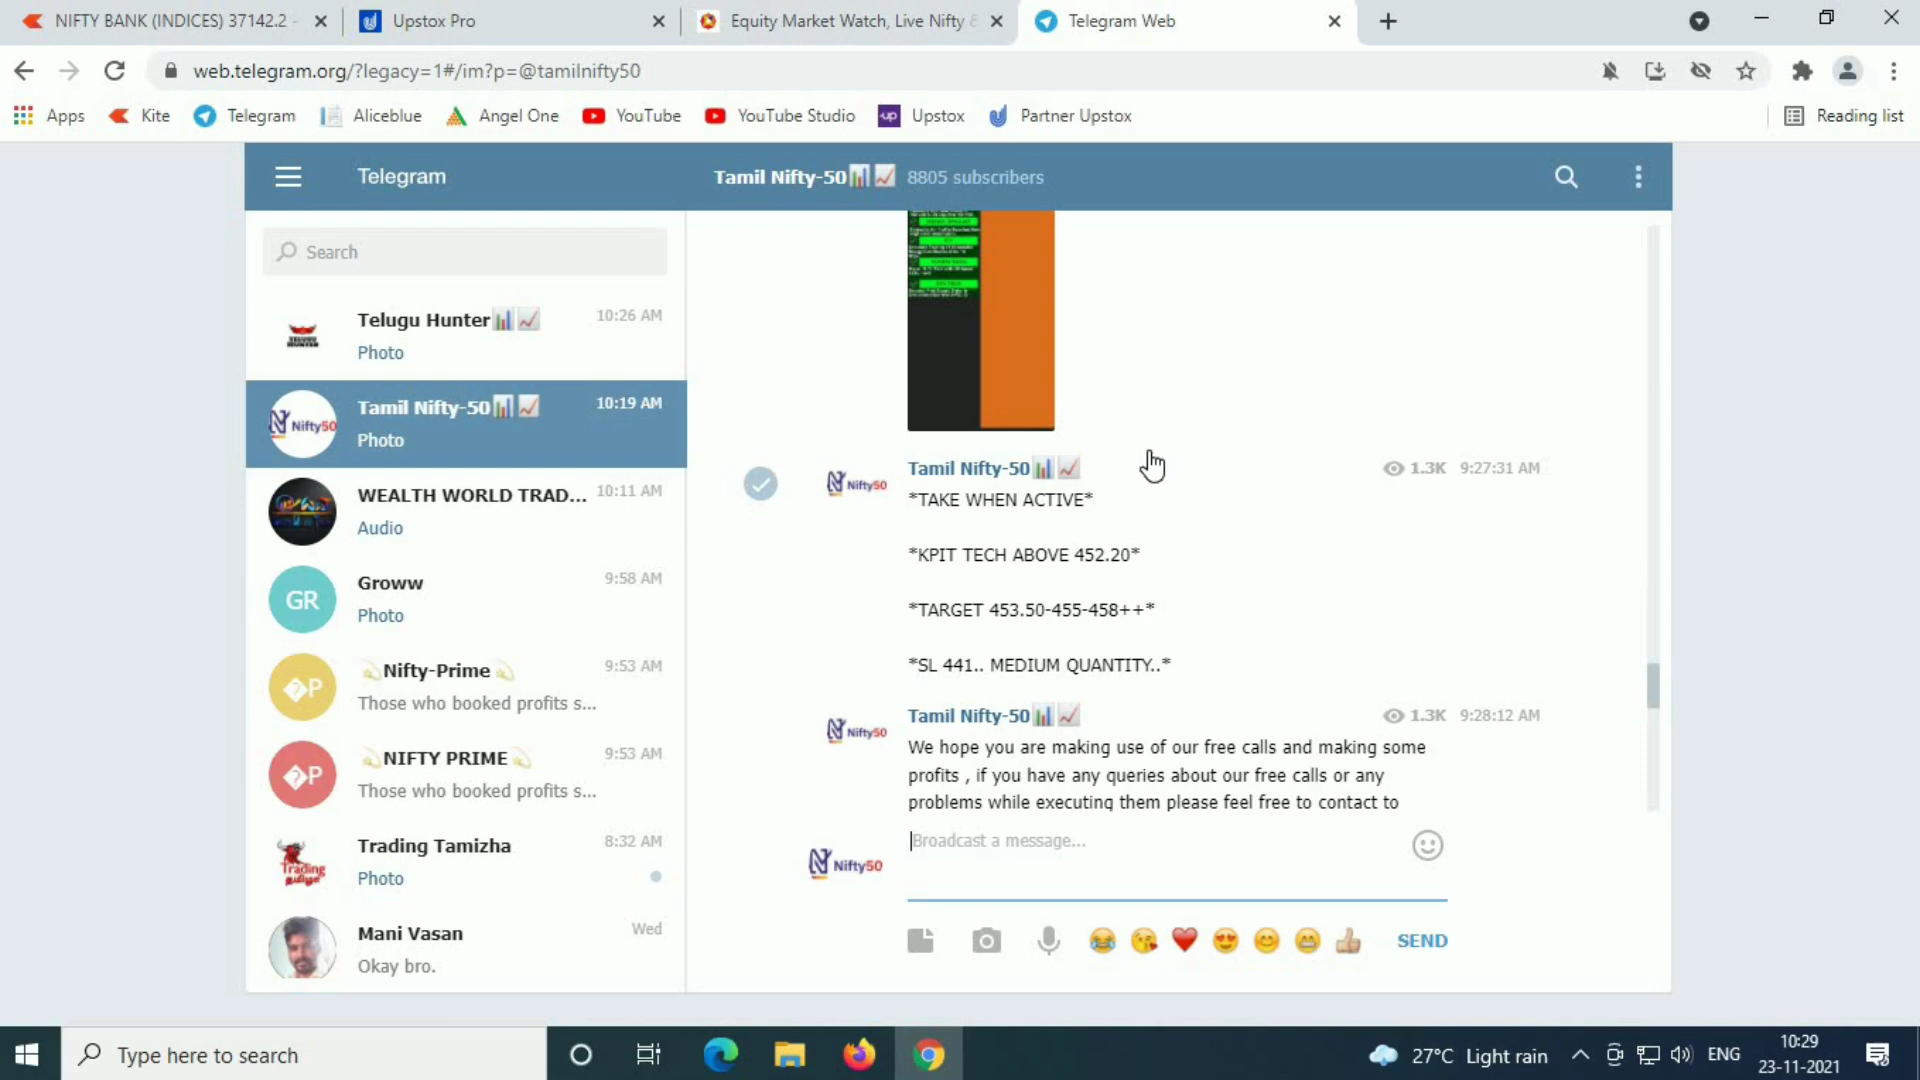 NIFTY BANK (INDICES) 37142.2 -
Upstox Pro
Equity Market Watch, Live Nifty &
Telegram Web
web.telegram.org/?legacy=1#/im?p=@tamilnifty50
Apps
Kite
Telegram
Aliceblue
Angel One
YouTube
YouTube Studio
Upstox
Partner Upstox
Reading list
Telegram
Tamil Nifty-50📊📈 8805 subscribers
Search
Telugu Hunter📊📈 10:26 AM
Photo
Tamil Nifty-50📊📈 10:19 AM
Nifty50
Photo
WEALTH WORLD TRAD... 10:11 AM
Audio
GR
Groww 9:58 AM
Photo
�P
💫Nifty-Prime💫 9:53 AM
Those who booked profits s...
�P
💫NIFTY PRIME💫 9:53 AM
Those who booked profits s...
Trading Tamizha 8:32 AM
Trading
தமிழா
Photo
Mani Vasan Wed
Okay bro.
Nifty50
Tamil Nifty-50📊📈 1.3K 9:27:31 AM
*TAKE WHEN ACTIVE*
*KPIT TECH ABOVE 452.20*
*TARGET 453.50-455-458++*
*SL 441.. MEDIUM QUANTITY..*
Nifty50
Tamil Nifty-50📊📈 1.3K 9:28:12 AM
We hope you are making use of our free calls and making some
profits , if you have any queries about our free calls or any
problems while executing them please feel free to contact to
Nifty50
Broadcast a message...
SEND
Type here to search
27°C Light rain
ENG
10:29
23-11-2021